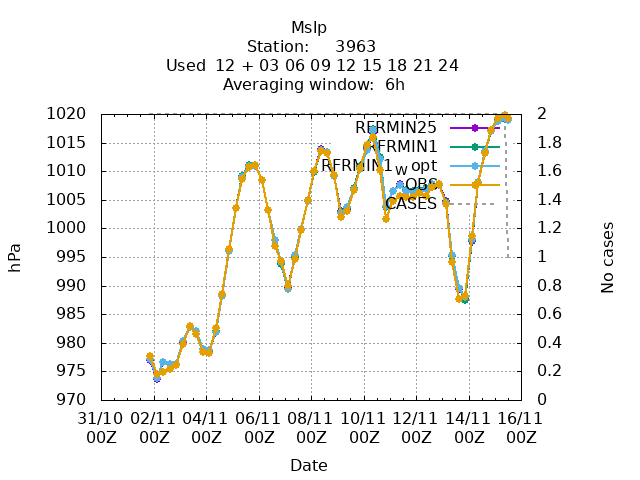 Mslp
Station: 3963
Used 12 + 03 06 09 12 15 18 21 24
Averaging window: 6h
1020 2
1015 1.8
1010 1.6
1005 1.4
1000 1.2
995 1
990 0.8
985 0.6
980 0.4
975 0.2
970 0
RFRMIN25
RFRMIN1
RFRMIN1w opt
OBS
CASES
hPa
No cases
31/10 02/11 04/11 06/11 08/11 10/11 12/11 14/11 16/11
00Z 00Z 00Z 00Z 00Z 00Z 00Z 00Z 00Z
Date